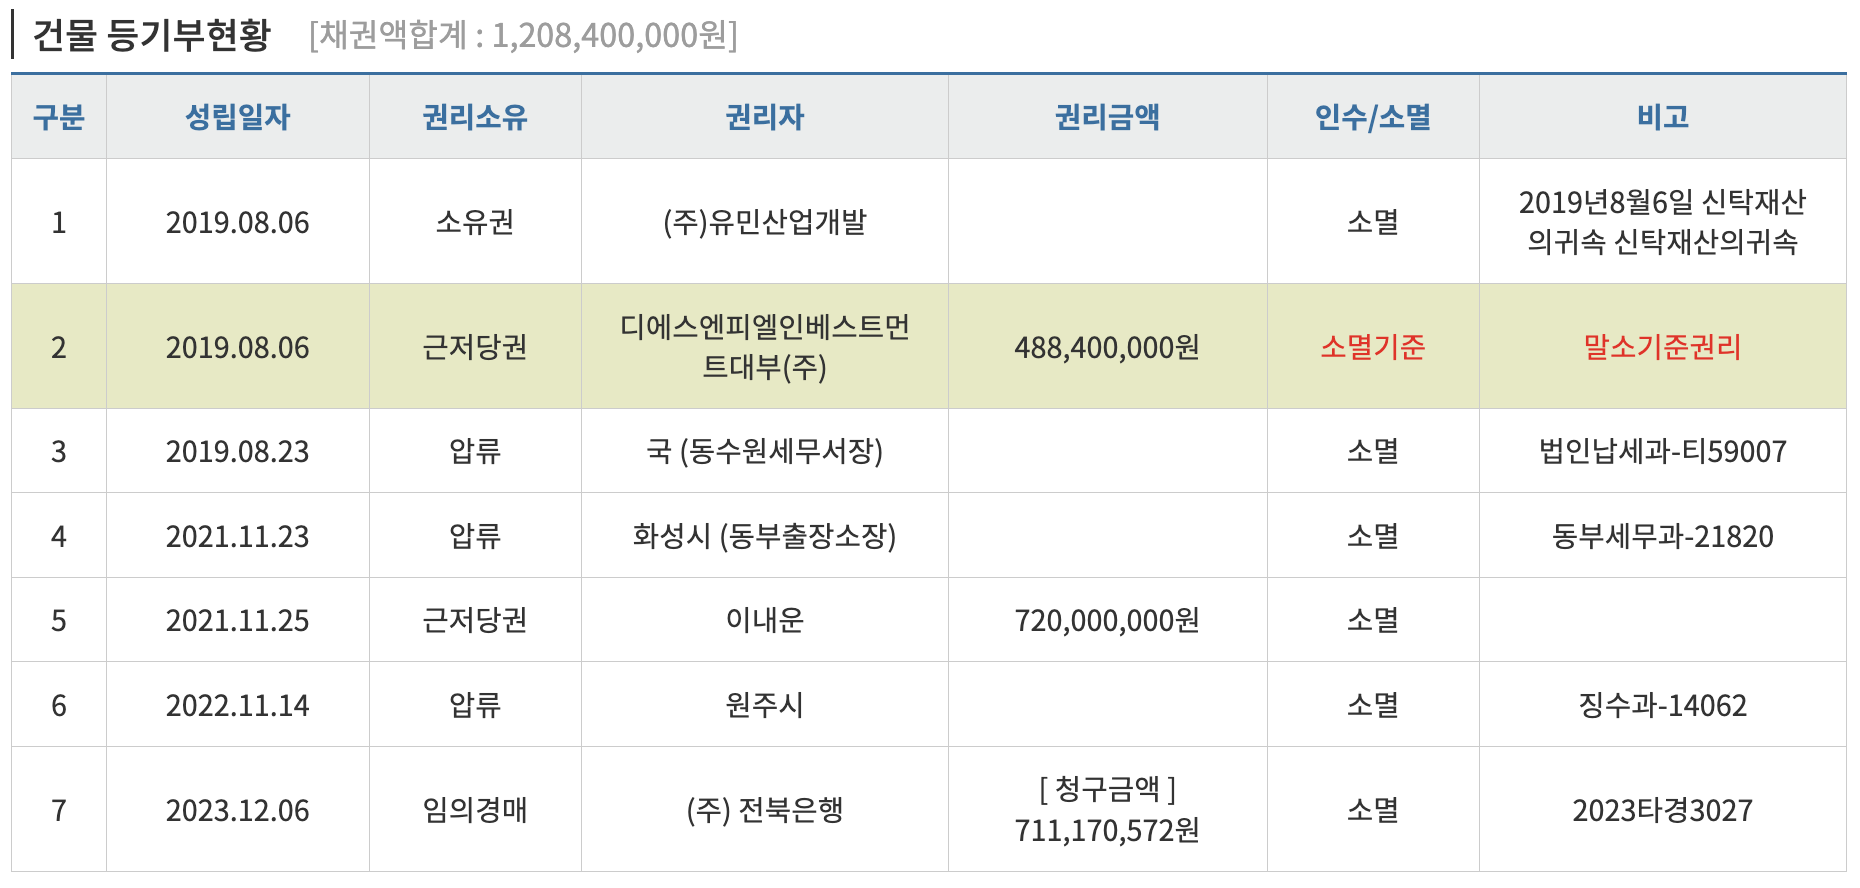 건물 등기부현황 [채권액합계 : 1,208,400,000원]
구분 성립일자 권리소유 권리자 권리금액 인수/소멸 비고
1 2019.08.06 소유권 (주)유민산업개발 소멸 2019년8월6일 신탁재산
의귀속 신탁재산의귀속
2 2019.08.06 근저당권 디에스엔피엘인베스트먼
트대부(주) 488,400,000원 소멸기준 말소기준권리
3 2019.08.23 압류 국 (동수원세무서장) 소멸 법인납세과-티59007
4 2021.11.23 압류 화성시 (동부출장소장) 소멸 동부세무과-21820
5 2021.11.25 근저당권 이내운 720,000,000원 소멸
6 2022.11.14 압류 원주시 소멸 징수과-14062
7 2023.12.06 임의경매 (주) 전북은행 [ 청구금액 ]
711,170,572원 소멸 2023타경3027